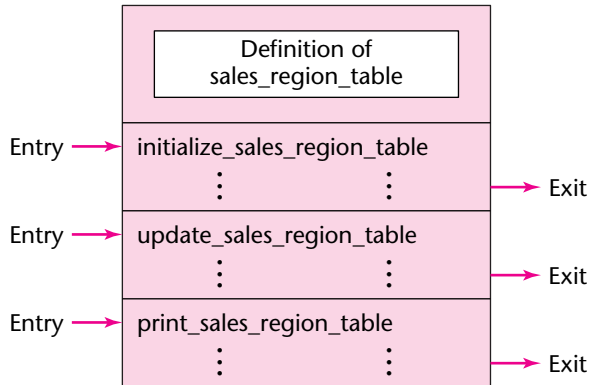 Definition of
sales_region_table
Entry
initialize_sales_region_table
Exit
Entry
update_sales_region_table
Exit
Entry
print_sales_region_table
Exit